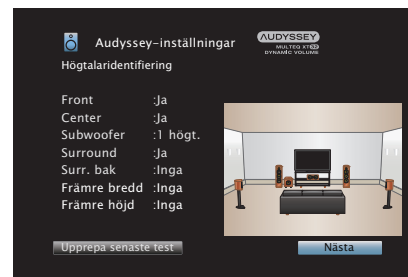 Audyssey-inställningar
AUDYSSEY
MULTEQ XT32
DYNAMIC VOLUME
Högtalaridentifiering
Front :Ja
Center :Ja
Subwoofer :1 högt.
Surround :Ja
Surr. bak :Inga
Främre bredd :Inga
Främre höjd :Inga
Upprepa senaste test
Nästa